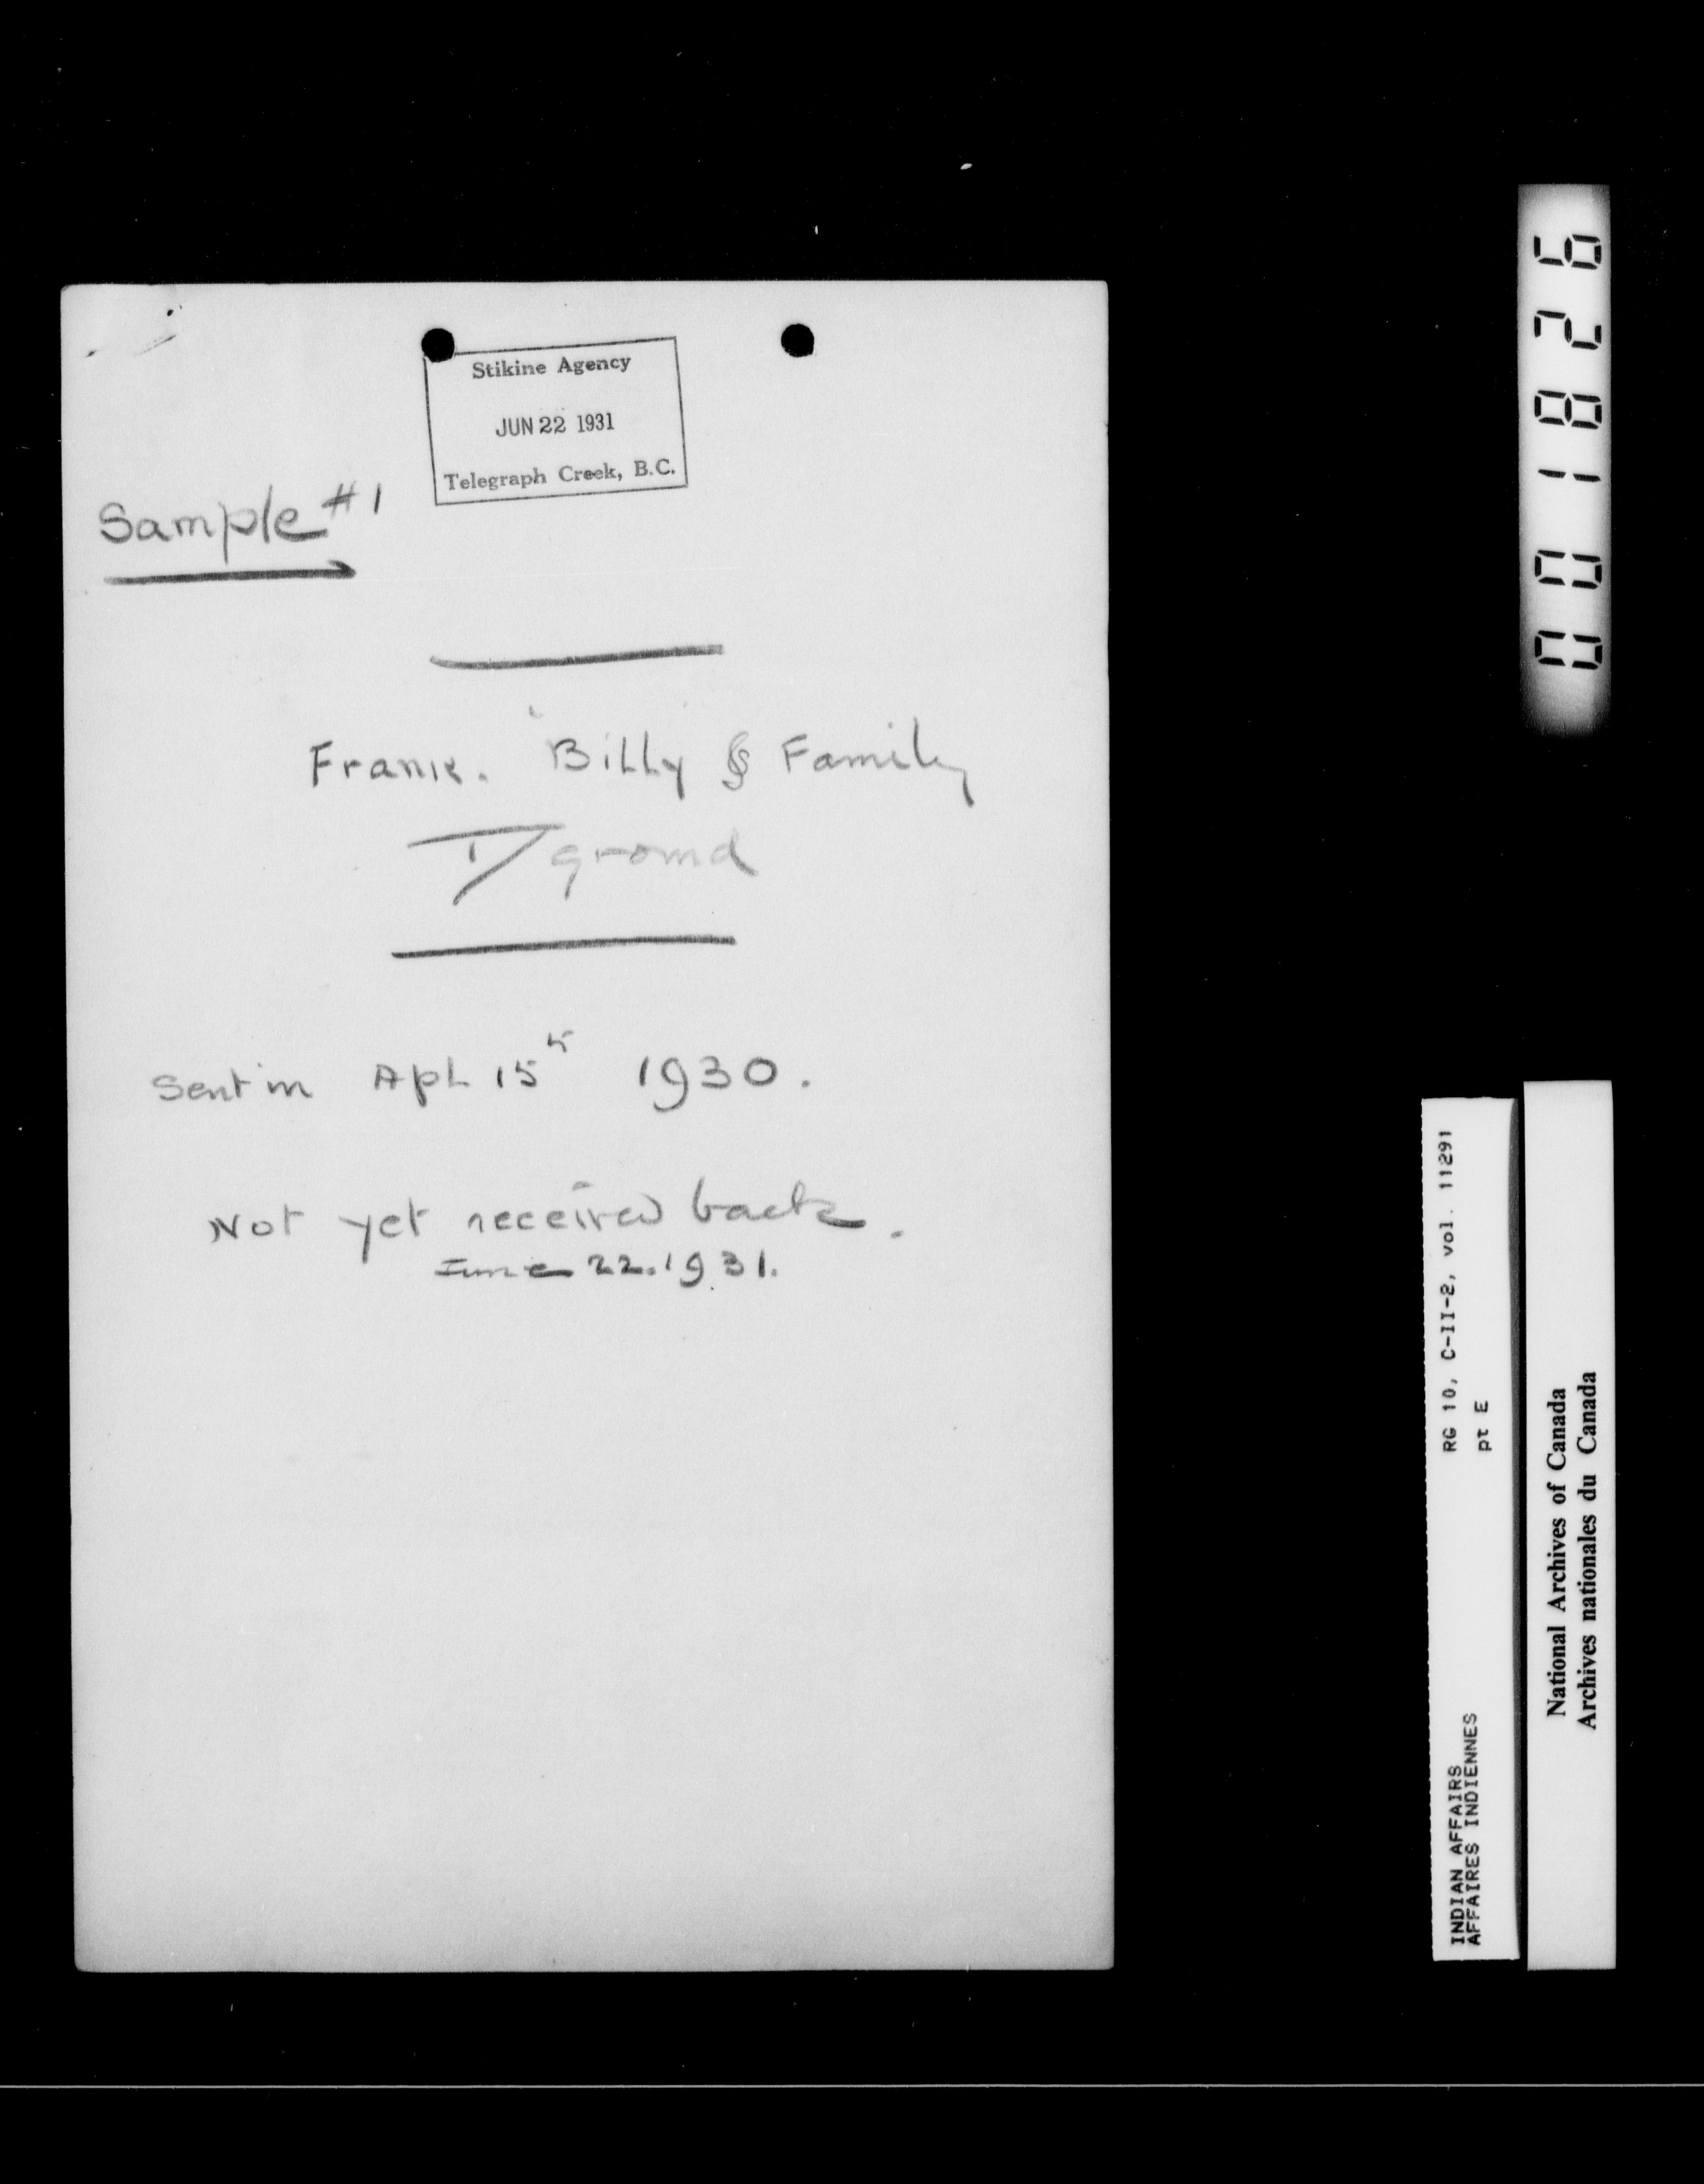 Stikine Agency
JUN 22 1931
Telegraph Creek, B.C.
Sample #1
Frank. Billy & Family
T/ground
Sent in Apl 15th 1930.
Not yet received back.
June 22. 1931.
001826
RG 10, C-II-2, vol. 11291
pt E
INDIAN AFFAIRS
AFFAIRES INDIENNES
National Archives of Canada
Archives nationales du Canada